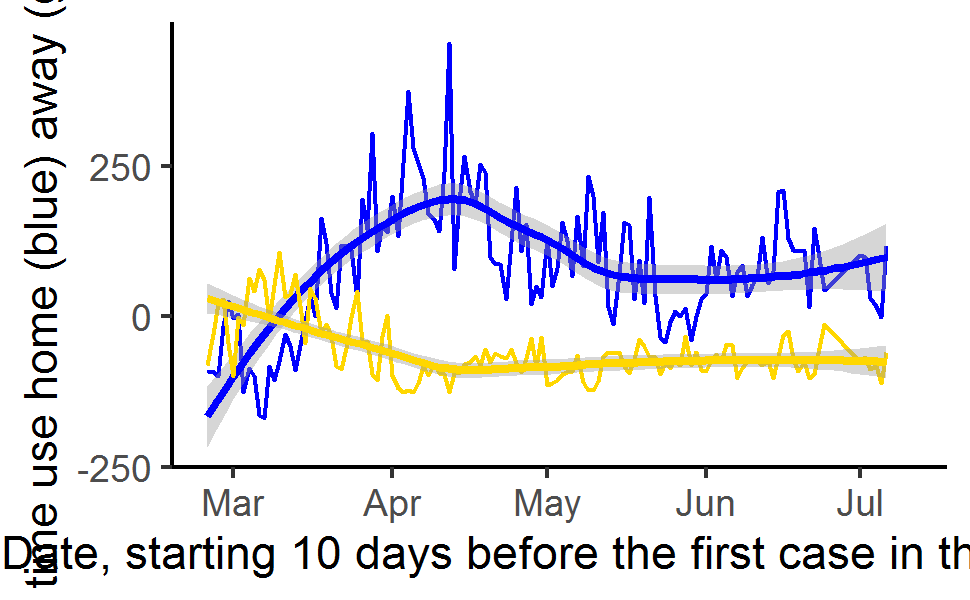 time use home (blue) away (
250
0
-250
Mar Apr May Jun Jul
Date, starting 10 days before the first case in th